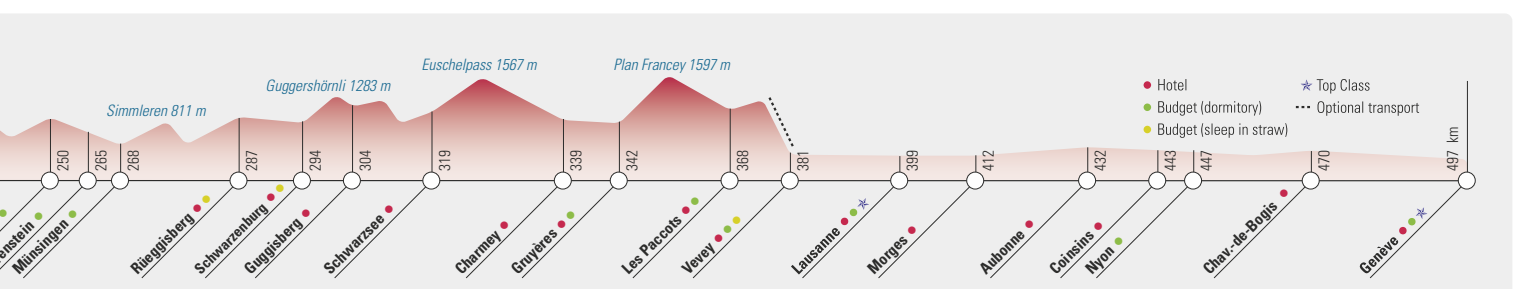 Euschelpass 1567 m
Plan Francey 1597 m
Guggershörnli 1283 m
Simmleren 811 m
Hotel
Budget (dormitory)
Budget (sleep in straw)
Top Class
Optional transport
250
265
268
287
294
304
319
339
342
368
381
399
412
432
443
447
470
497 km
enstein
Münsingen
Rüeggisberg
Schwarzenburg
Guggisberg
Schwarzsee
Charmey
Gruyères
Les Paccots
Vevey
Lausanne
Morges
Aubonne
Coinsins
Nyon
Chav.-de-Bogis
Genève